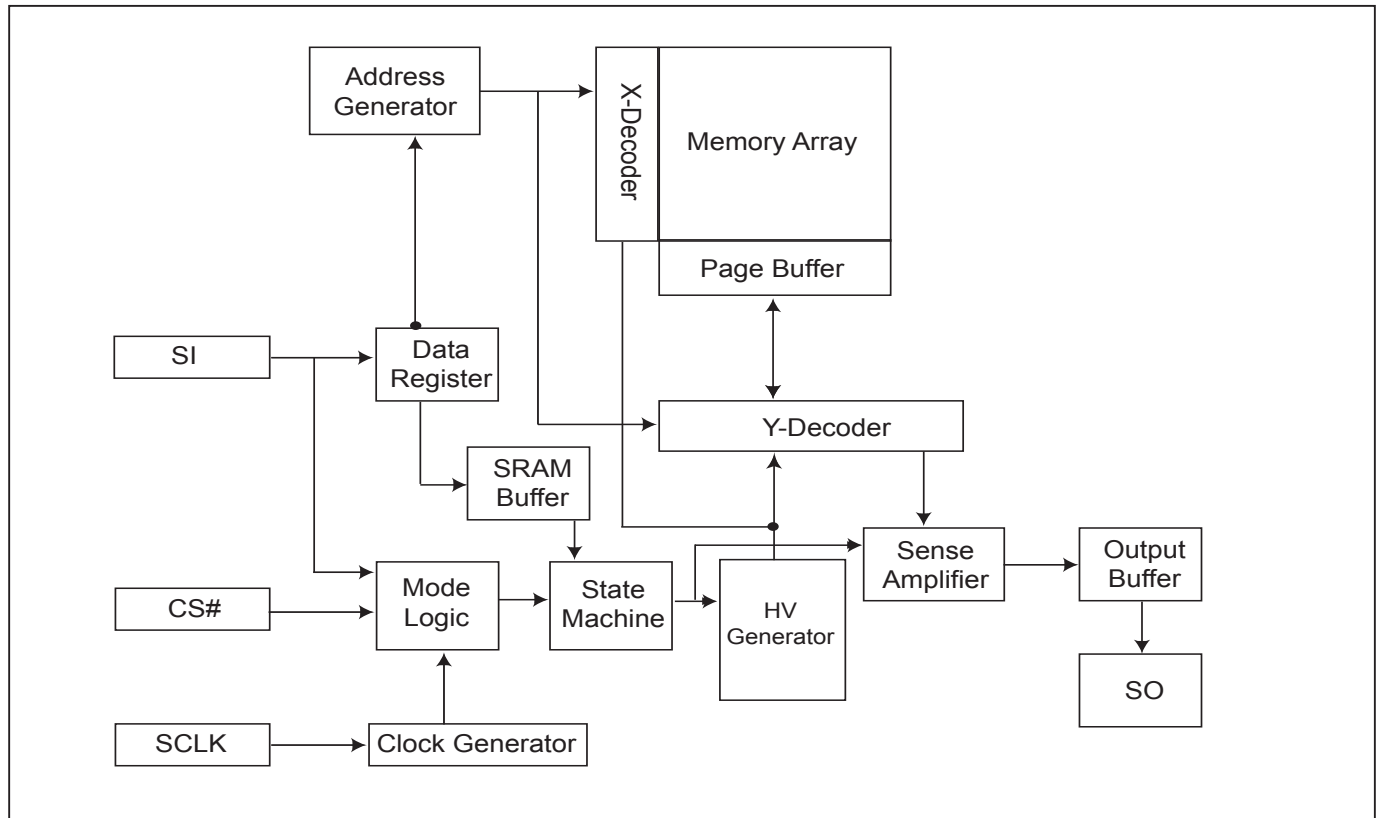 Address
Generator
X-Decoder
Memory Array
Page Buffer
SI
Data
Register
Y-Decoder
SRAM
Buffer
Sense
Amplifier
Output
Buffer
CS#
Mode
Logic
State
Machine
HV
Generator
SO
SCLK
Clock Generator